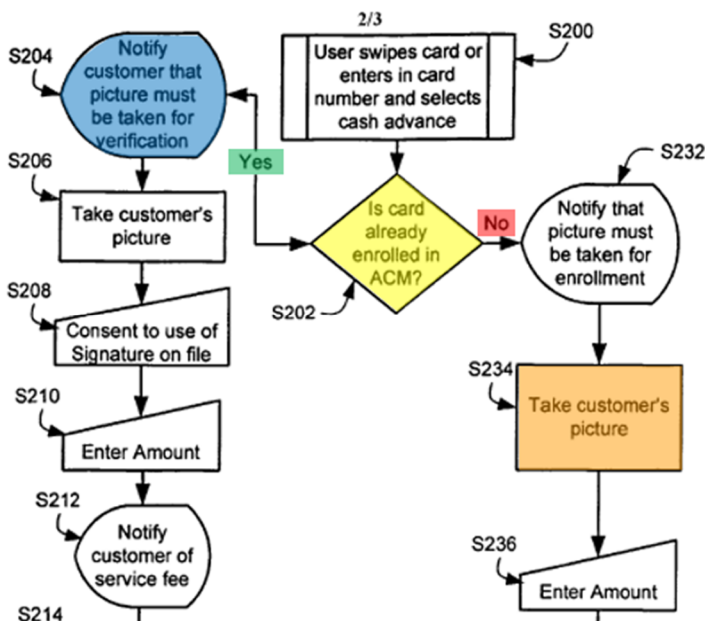 2/3
S200
User swipes card or
enters in card
number and selects
cash advance
S204
Notify
customer that
picture must
be taken for
verification
Yes
S202
Is card
already
enrolled in
ACM?
No
S232
Notify that
picture must
be taken for
enrollment
S206
Take customer's
picture
S208
Consent to use of
Signature on file
S210
Enter Amount
S212
Notify
customer of
service fee
S214
S234
Take customer's
picture
S236
Enter Amount